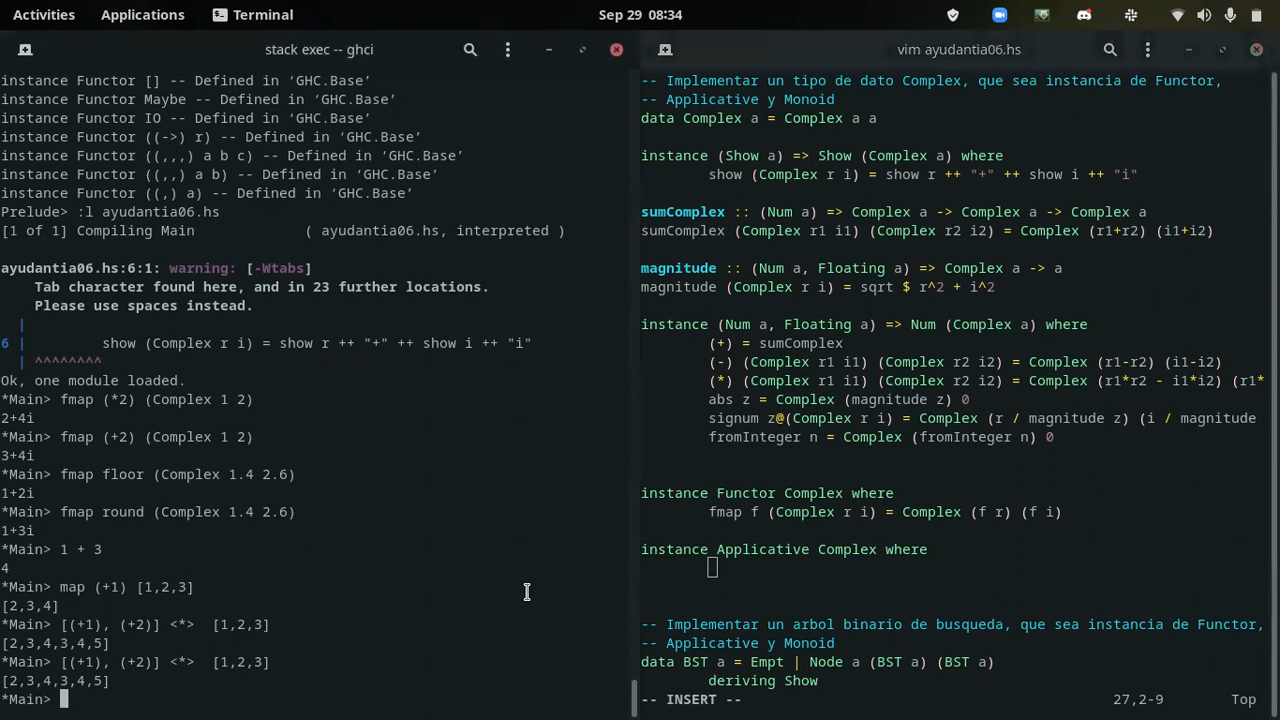 Activities Applications Terminal Sep 29 08:34
stack exec -- ghci
instance Functor [] -- Defined in ‘GHC.Base’
instance Functor Maybe -- Defined in ‘GHC.Base’
instance Functor IO -- Defined in ‘GHC.Base’
instance Functor ((->) r) -- Defined in ‘GHC.Base’
instance Functor ((,,,) a b c) -- Defined in ‘GHC.Base’
instance Functor ((,,) a b) -- Defined in ‘GHC.Base’
instance Functor ((,) a) -- Defined in ‘GHC.Base’
Prelude> :l ayudantia06.hs
[1 of 1] Compiling Main             ( ayudantia06.hs, interpreted )
ayudantia06.hs:6:1: warning: [-Wtabs]
    Tab character found here, and in 23 further locations.
    Please use spaces instead.
  |
6 |         show (Complex r i) = show r ++ "+" ++ show i ++ "i"
  | ^^^^^^^^
Ok, one module loaded.
*Main> fmap (*2) (Complex 1 2)
2+4i
*Main> fmap (+2) (Complex 1 2)
3+4i
*Main> fmap floor (Complex 1.4 2.6)
1+2i
*Main> fmap round (Complex 1.4 2.6)
1+3i
*Main> 1 + 3
4
*Main> map (+1) [1,2,3]
[2,3,4]
*Main> [(+1), (+2)] <*>  [1,2,3]
[2,3,4,3,4,5]
*Main> [(+1), (+2)] <*>  [1,2,3]
[2,3,4,3,4,5]
*Main>
vim ayudantia06.hs
-- Implementar un tipo de dato Complex, que sea instancia de Functor,
-- Applicative y Monoid
data Complex a = Complex a a
instance (Show a) => Show (Complex a) where
        show (Complex r i) = show r ++ "+" ++ show i ++ "i"
sumComplex :: (Num a) => Complex a -> Complex a -> Complex a
sumComplex (Complex r1 i1) (Complex r2 i2) = Complex (r1+r2) (i1+i2)
magnitude :: (Num a, Floating a) => Complex a -> a
magnitude (Complex r i) = sqrt $ r^2 + i^2
instance (Num a, Floating a) => Num (Complex a) where
        (+) = sumComplex
        (-) (Complex r1 i1) (Complex r2 i2) = Complex (r1-r2) (i1-i2)
        (*) (Complex r1 i1) (Complex r2 i2) = Complex (r1*r2 - i1*i2) (r1*
        abs z = Complex (magnitude z) 0
        signum z@(Complex r i) = Complex (r / magnitude z) (i / magnitude
        fromInteger n = Complex (fromInteger n) 0
instance Functor Complex where
        fmap f (Complex r i) = Complex (f r) (f i)
instance Applicative Complex where
-- Implementar un arbol binario de busqueda, que sea instancia de Functor,
-- Applicative y Monoid
data BST a = Empt | Node a (BST a) (BST a)
        deriving Show
-- INSERT -- 27,2-9 Top